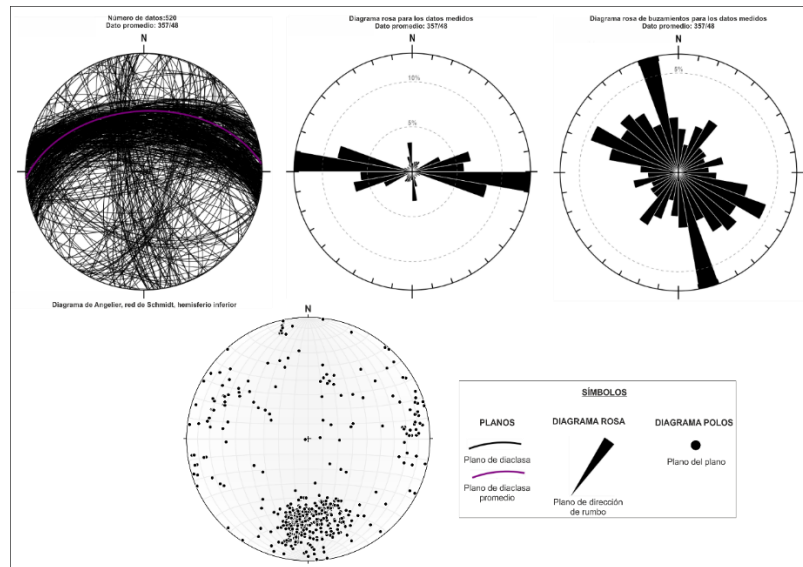 Número de datos:520
Dato promedio: 357/48
N
Diagrama de Angelier, red de Schmidt, hemisferio inferior
Diagrama rosa para los datos medidos
Dato promedio: 357/48
N
10%
5%
Diagrama rosa de buzamientos para los datos medidos
Dato promedio: 357/48
N
5%
N
SÍMBOLOS
PLANOS
Plano de diaclasa
Plano de diaclasa
promedio
DIAGRAMA ROSA
Plano de dirección
de rumbo
DIAGRAMA POLOS
Plano del plano